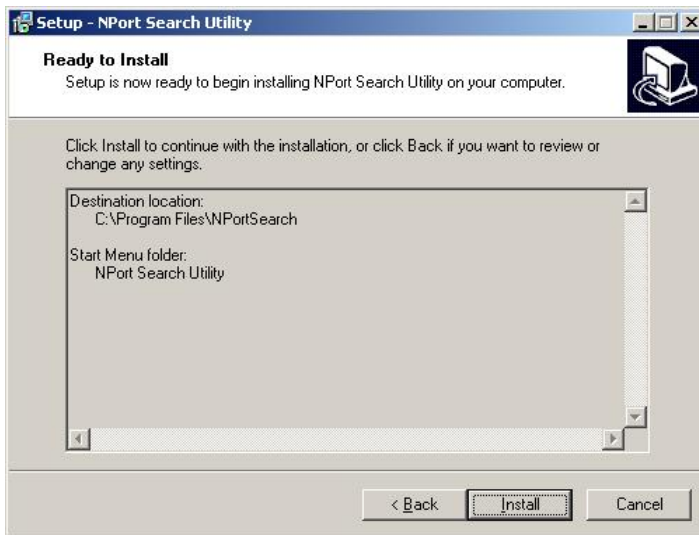 Setup - NPort Search Utility
Ready to Install
Setup is now ready to begin installing NPort Search Utility on your computer.
Click Install to continue with the installation, or click Back if you want to review or
change any settings.
Destination location:
C:\Program Files\NPortSearch
Start Menu folder:
NPort Search Utility
< Back
Install
Cancel